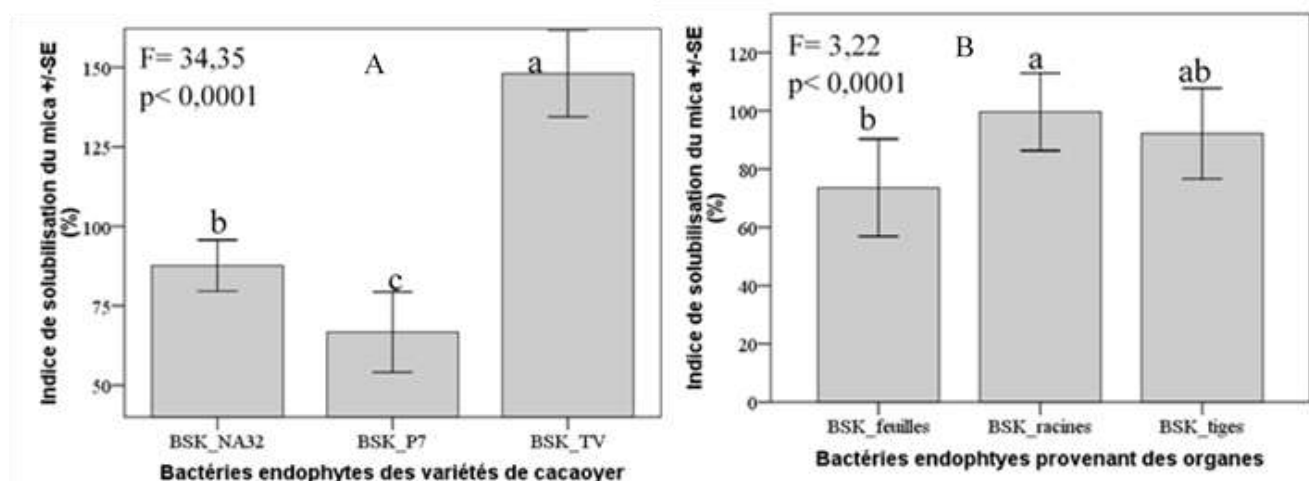 Indice de solubilisation du mica +/-SE
(%)
F= 34,35
p< 0,0001
A
150
125
100
75
50
b
c
a
BSK_NA32
BSK_P7
BSK_TV
Bactéries endophytes des variétés de cacaoyer
Indice de solubilisation du mica +/-SE
(%)
F= 3,22
p< 0,0001
B
120
100
80
60
40
20
0
b
a
ab
BSK_feuilles
BSK_racines
BSK_tiges
Bactéries endophtyes provenant des organes